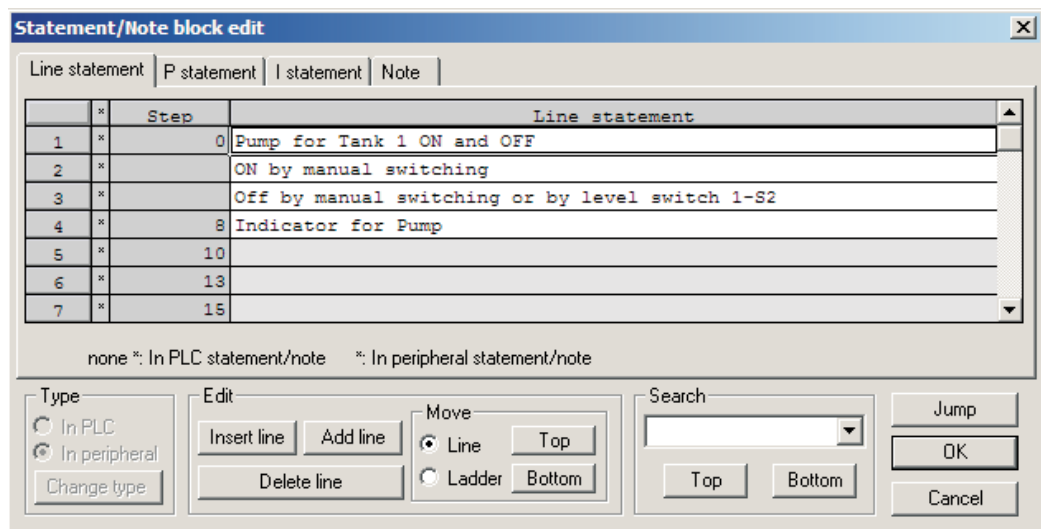 Statement/Note block edit
Line statement P statement I statement Note
* Step Line statement
1 * 0 Pump for Tank 1 ON and OFF
2 * ON by manual switching
3 * Off by manual switching or by level switch 1-S2
4 * 8 Indicator for Pump
5 * 10
6 * 13
7 * 15
none *: In PLC statement/note *: In peripheral statement/note
Type
In PLC
In peripheral
Change type
Edit
Insert line Add line
Delete line
Move
Line Top
Ladder Bottom
Search
Top Bottom
Jump
OK
Cancel